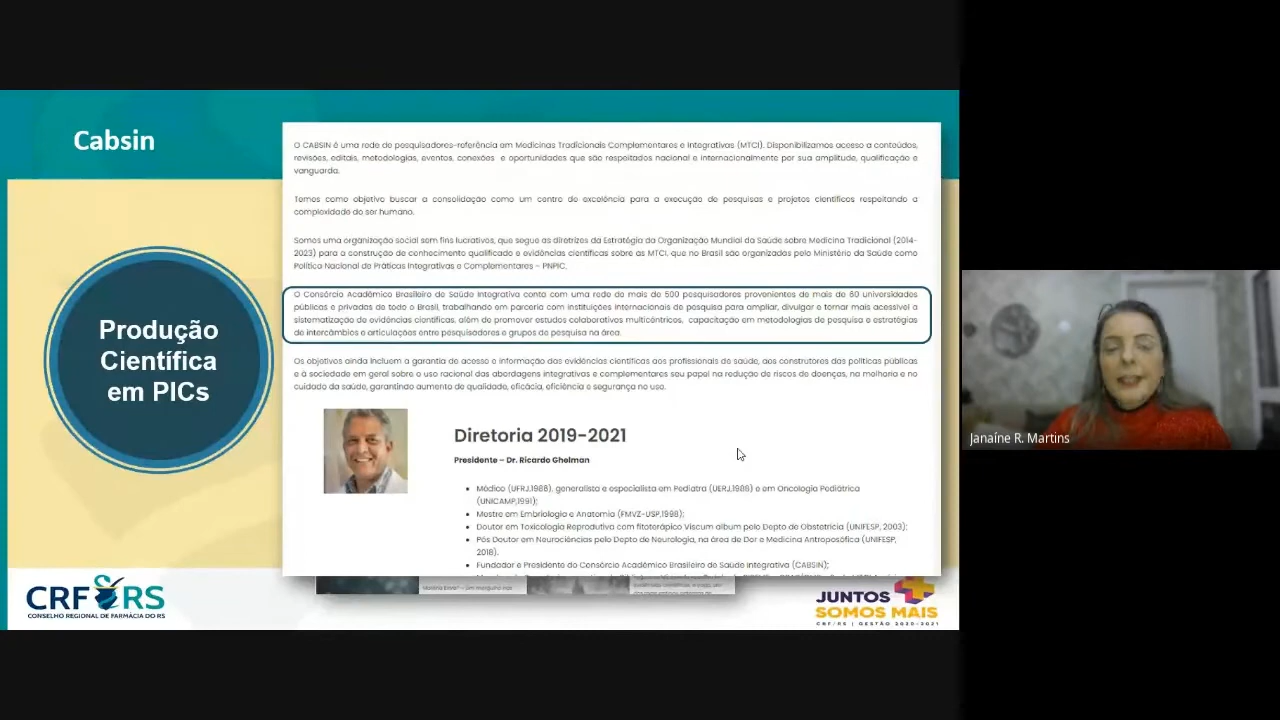 Cabsin
O CABSIN é uma rede de pesquisadores-referência em Medicinas Tradicionais Complementares e Integrativas (MTCI). Disponibilizamos acesso a conteúdos,
revisões, editais, metodologias, eventos, conexões e oportunidades que são respeitados nacional e internacionalmente por sua amplitude, qualificação e
vanguarda.
Temos como objetivo buscar a consolidação como um centro de excelência para a execução de pesquisas e projetos científicos respeitando a
complexidade do ser humano.
Somos uma organização social sem fins lucrativos, que segue as diretrizes da Estratégia da Organização Mundial da Saúde sobre Medicina Tradicional (2014-
2023) para a construção de conhecimento qualificado e evidências científicas sobre as MTCI, que no Brasil são organizadas pelo Ministério da Saúde como
Política Nacional de Práticas Integrativas e Complementares – PNPIC.
O Consórcio Acadêmico Brasileiro de Saúde Integrativa conta com uma rede de mais de 500 pesquisadores provenientes de mais de 60 universidades
públicas e privadas de todo o Brasil, trabalhando em parceria com instituições internacionais de pesquisa para ampliar, divulgar e tornar mais acessível a
sistematização de evidências científicas, além de promover estudos colaborativos multicêntricos, capacitação em metodologias de pesquisa e estratégias
de intercâmbios e articulações entre pesquisadores e grupos de pesquisa na área.
Os objetivos ainda incluem a garantia de acesso e informação das evidências científicas aos profissionais de saúde, aos construtores das políticas públicas
e à sociedade em geral sobre o uso racional das abordagens integrativas e complementares seu papel na redução de riscos de doenças, na melhoria e no
cuidado da saúde, garantindo aumento de qualidade, eficácia, eficiência e segurança no uso.
Produção
Científica
em PICs
Diretoria 2019-2021
Presidente – Dr. Ricardo Ghelman
Médico (UFRJ,1988), generalista e especialista em Pediatra (UERJ,1988) e em Oncologia Pediátrica
(UNICAMP,1991);
Mestre em Embriologia e Anatomia (FMVZ-USP,1998);
Doutor em Toxicologia Reprodutiva com fitoterápico Viscum album pelo Depto de Obstetrícia (UNIFESP, 2003);
Pós Doutor em Neurociências pelo Depto de Neurologia, na área de Dor e Medicina Antroposófica (UNIFESP,
2018).
Fundador e Presidente do Consórcio Acadêmico Brasileiro de Saúde Integrativa (CABSIN);
CRF RS
CONSELHO REGIONAL DE FARMÁCIA DO RS
JUNTOS
SOMOS MAIS
CRF/RS | GESTÃO 2020-2021
Janaíne R. Martins